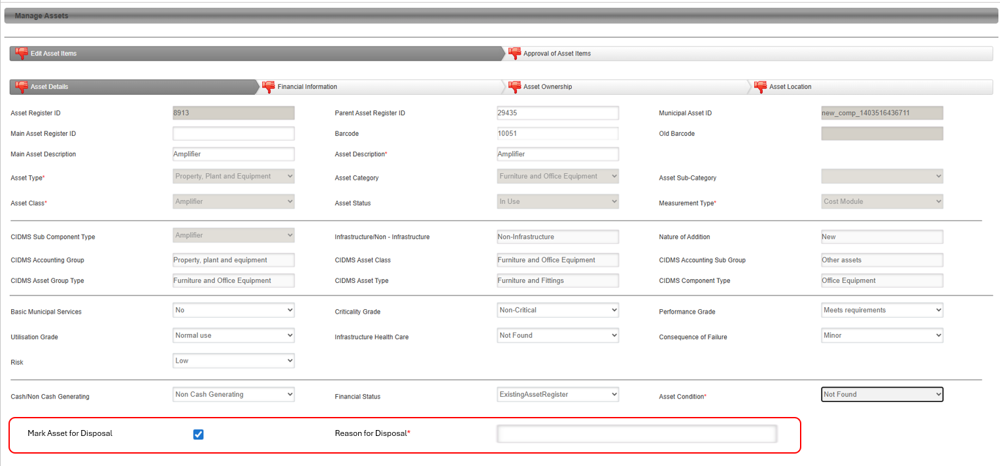 Manage Assets
Edit Asset Items Approval of Asset Items
Asset Details Financial Information Asset Ownership Asset Location
Asset Register ID 8913 Parent Asset Register ID 29435 Municipal Asset ID new_comp_1403516436711
Main Asset Register ID Barcode 10051 Old Barcode
Main Asset Description Amplifier Asset Description* Amplifier
Asset Type* Property, Plant and Equipment Asset Category Furniture and Office Equipment Asset Sub-Category
Asset Class* Amplifier Asset Status In Use Measurement Type* Cost Module
CIDMS Sub Component Type Amplifier Infrastructure/Non - Infrastructure Non-Infrastructure Nature of Addition New
CIDMS Accounting Group Property, plant and equipment CIDMS Asset Class Furniture and Office Equipment CIDMS Accounting Sub Group Other assets
CIDMS Asset Group Type Furniture and Office Equipment CIDMS Asset Type Furniture and Fittings CIDMS Component Type Office Equipment
Basic Municipal Services No Criticality Grade Non-Critical Performance Grade Meets requirements
Utilisation Grade Normal use Infrastructure Health Care Not Found Consequence of Failure Minor
Risk Low
Cash/Non Cash Generating Non Cash Generating Financial Status ExistingAssetRegister Asset Condition* Not Found
Mark Asset for Disposal Reason for Disposal*